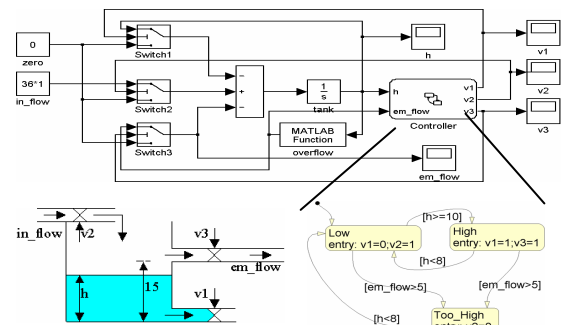 0
zero
36*1
in_flow
Switch1
Switch2
Switch3
−
+
−
1
s
tank
MATLAB
Function
overflow
h
h
em_flow
v1
v2
v3
Controller
em_flow
v1
v2
v3
in_flow
v2
v3
em_flow
h
15
v1
Low
entry: v1=0;v2=1
[h>=10]
High
entry: v1=1;v3=1
[h<8]
[em_flow>5]
[em_flow>5]
[h<8]
Too_High